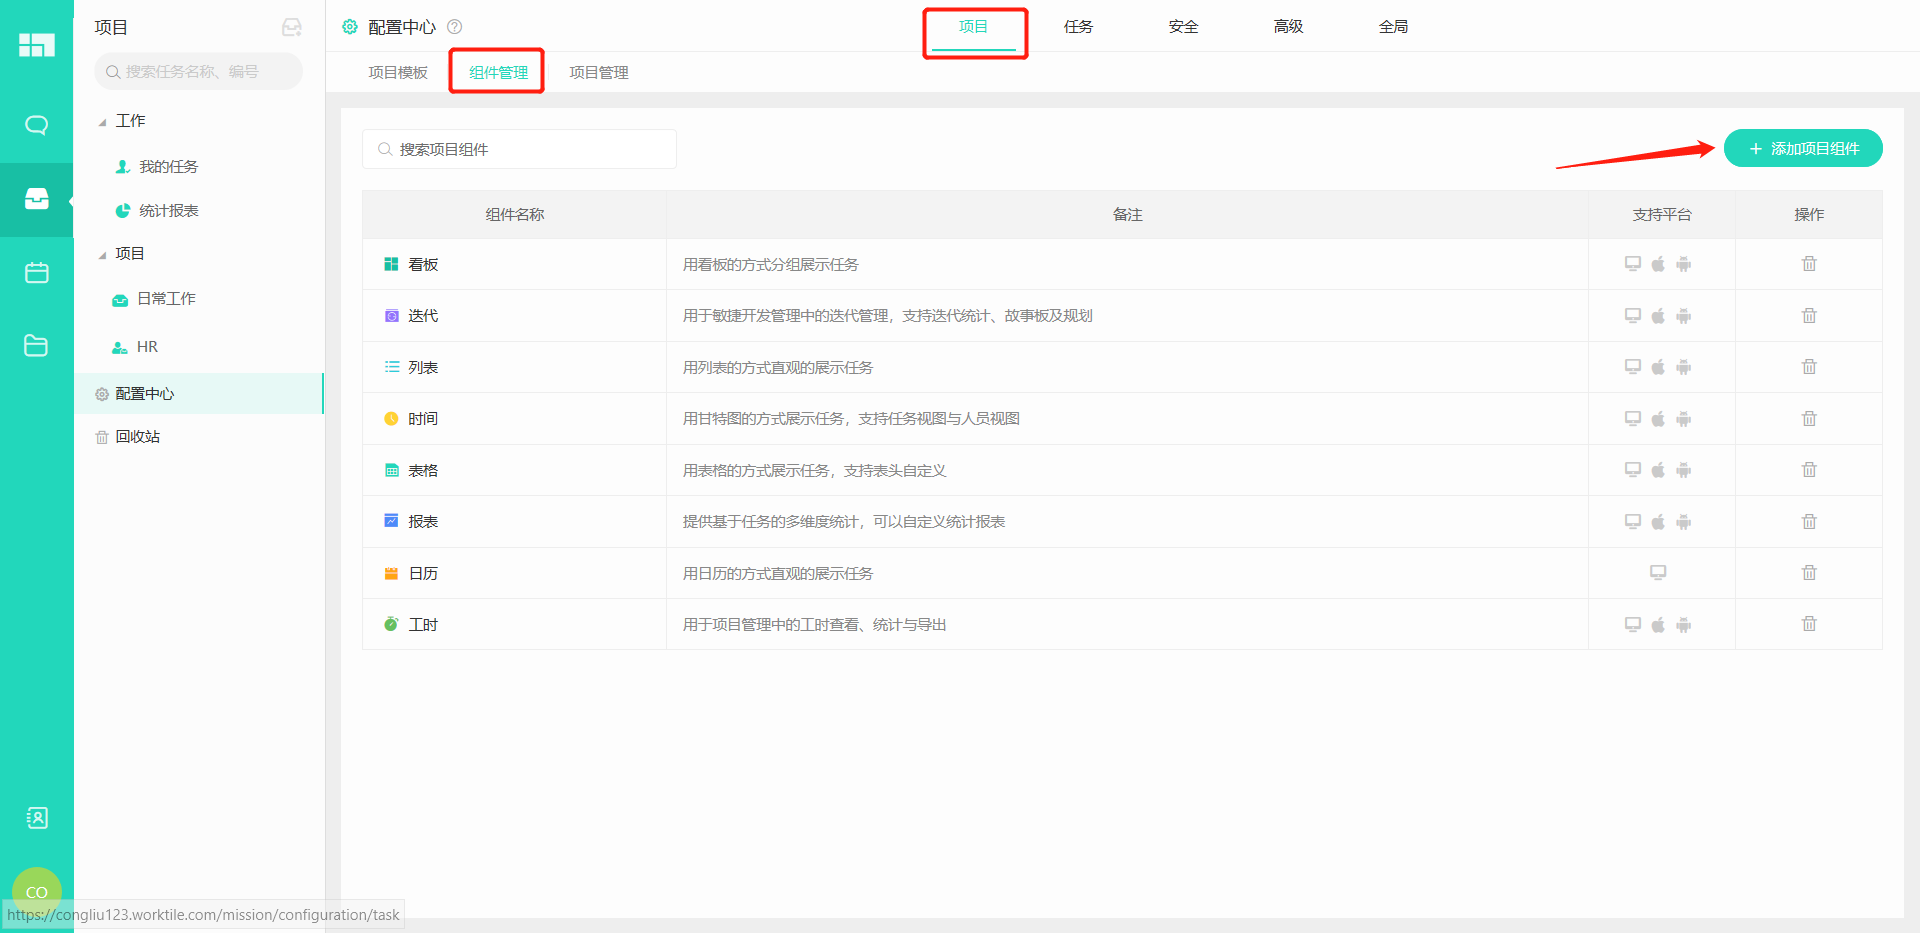 项目
搜索任务名称、编号
工作
我的任务
统计报表
项目
日常工作
HR
配置中心
回收站
CO
https://congliu123.worktile.com/mission/configuration/task
配置中心
项目 任务 安全 高级 全局
项目模板 组件管理 项目管理
搜索项目组件
添加项目组件
组件名称 备注 支持平台 操作
看板 用看板的方式分组展示任务
迭代 用于敏捷开发管理中的迭代管理，支持迭代统计、故事板及规划
列表 用列表的方式直观的展示任务
时间 用甘特图的方式展示任务，支持任务视图与人员视图
表格 用表格的方式展示任务，支持表头自定义
报表 提供基于任务的多维度统计，可以自定义统计报表
日历 用日历的方式直观的展示任务
工时 用于项目管理中的工时查看、统计与导出